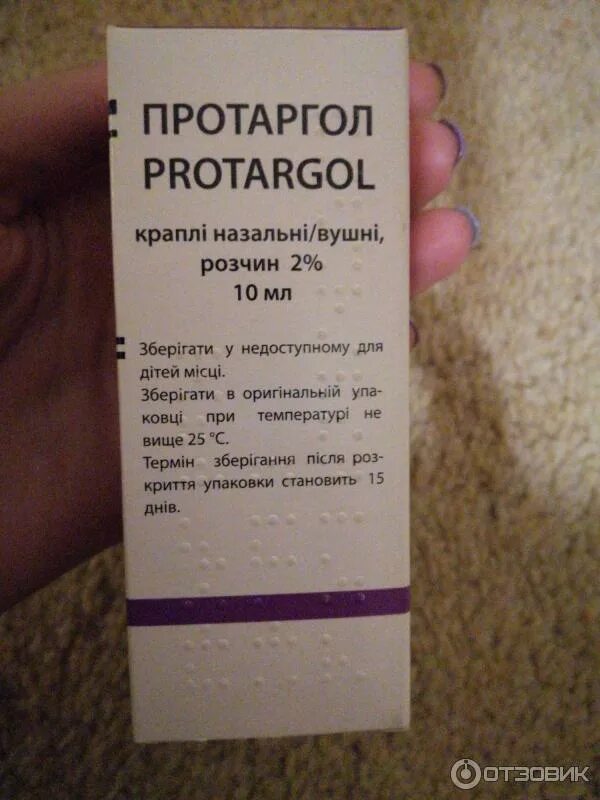 ПРОТАРГОЛ
PROTARGOL
краплі назальні/вушні,
розчин 2%
10 мл
Зберігати у недоступному для
дітей місці.
Зберігати в оригінальній упа-
ковці при температурі не
вище 25 °C.
Термін зберігання після роз-
криття упаковки становить 15
днів.
ОТЗОВИК